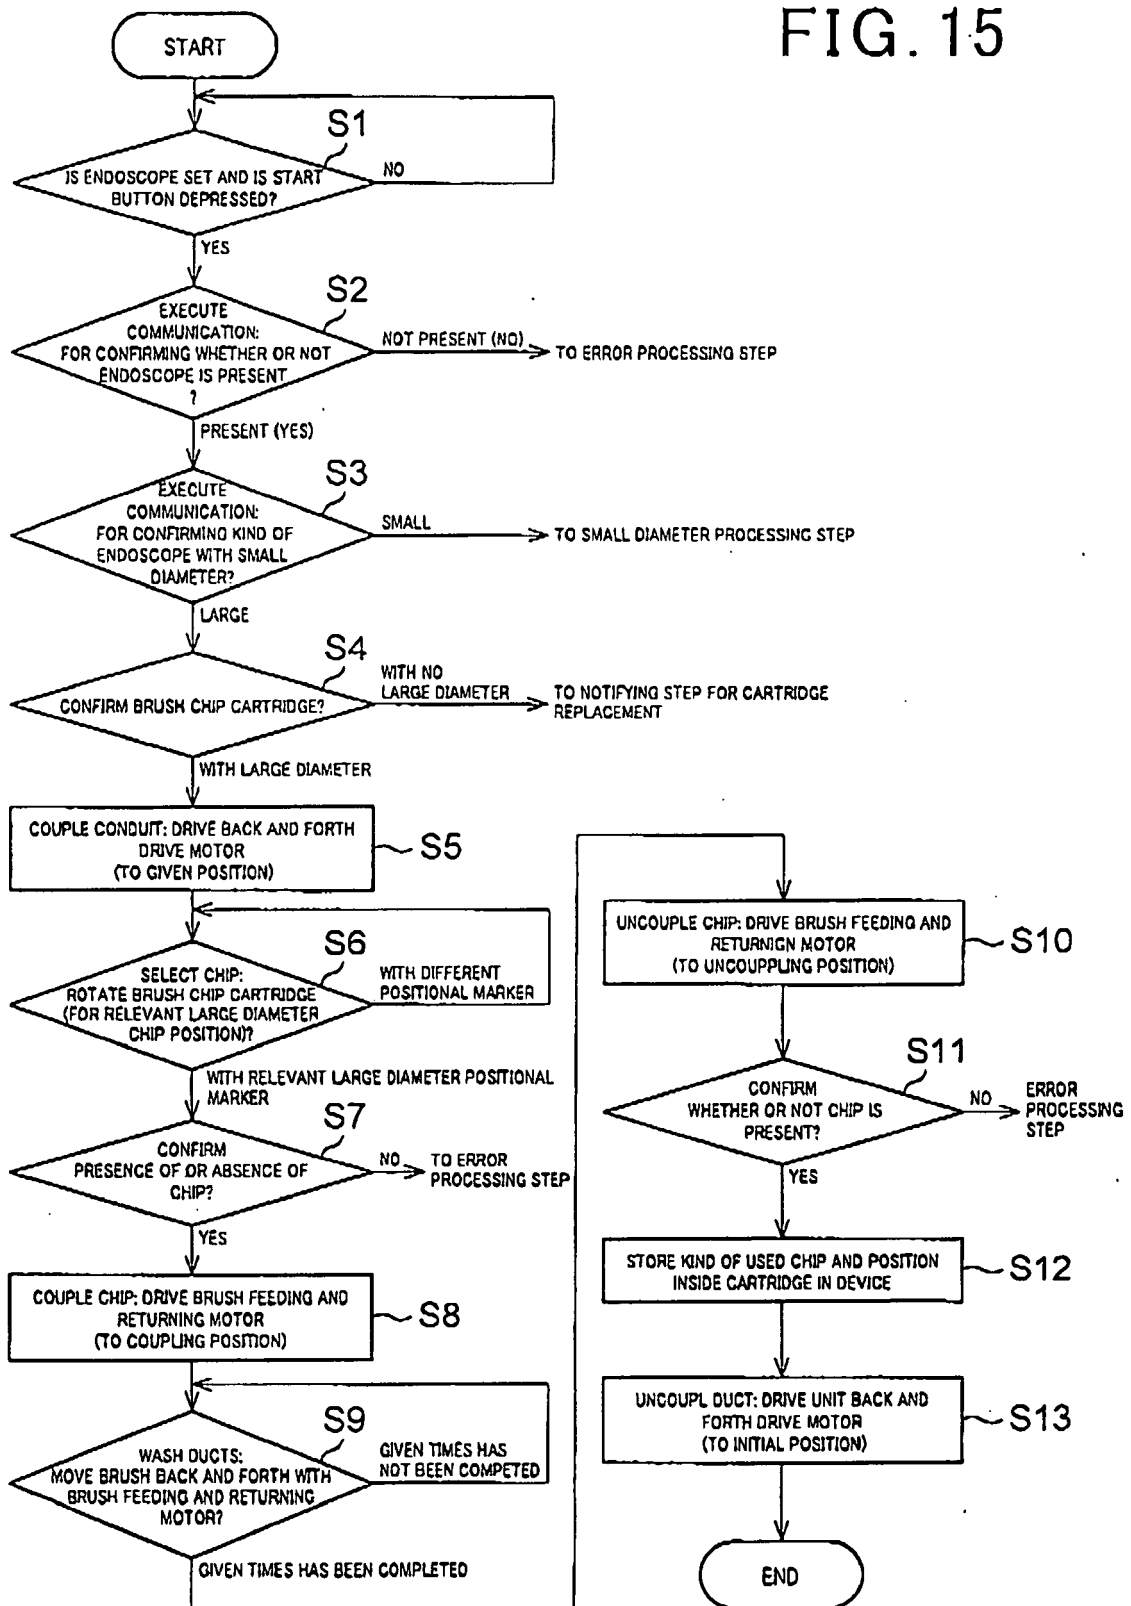 FIG. 15
START
S1
IS ENDOSCOPE SET AND IS START
BUTTON DEPRESSED?
NO
YES
S2
EXECUTE
COMMUNICATION:
FOR CONFIRMING WHETHER OR NOT
ENDOSCOPE IS PRESENT
?
NOT PRESENT (NO)
TO ERROR PROCESSING STEP
PRESENT (YES)
S3
EXECUTE
COMMUNICATION:
FOR CONFIRMING KIND OF
ENDOSCOPE WITH SMALL
DIAMETER?
SMALL
TO SMALL DIAMETER PROCESSING STEP
LARGE
S4
CONFIRM BRUSH CHIP CARTRIDGE?
WITH NO
LARGE DIAMETER
TO NOTIFYING STEP FOR CARTRIDGE
REPLACEMENT
WITH LARGE DIAMETER
COUPLE CONDUIT: DRIVE BACK AND FORTH
DRIVE MOTOR
(TO GIVEN POSITION)
S5
S6
SELECT CHIP:
ROTATE BRUSH CHIP CARTRIDGE
(FOR RELEVANT LARGE DIAMETER
CHIP POSITION)?
WITH DIFFERENT
POSITIONAL MARKER
WITH RELEVANT LARGE DIAMETER POSITIONAL
MARKER
S7
CONFIRM
PRESENCE OF OR ABSENCE OF
CHIP?
NO
TO ERROR
PROCESSING STEP
YES
COUPLE CHIP: DRIVE BRUSH FEEDING AND
RETURNING MOTOR
(TO COUPLING POSITION)
S8
S9
WASH DUCTS:
MOVE BRUSH BACK AND FORTH WITH
BRUSH FEEDING AND RETURNING
MOTOR?
GIVEN TIMES HAS
NOT BEEN COMPETED
GIVEN TIMES HAS BEEN COMPLETED
UNCOUPLE CHIP: DRIVE BRUSH FEEDING AND
RETURNIGN MOTOR
(TO UNCOUPPLING POSITION)
S10
S11
CONFIRM
WHETHER OR NOT CHIP IS
PRESENT?
NO
ERROR
PROCESSING
STEP
YES
STORE KIND OF USED CHIP AND POSITION
INSIDE CARTRIDGE IN DEVICE
S12
UNCOUPL DUCT: DRIVE UNIT BACK AND
FORTH DRIVE MOTOR
(TO INITIAL POSITION)
S13
END